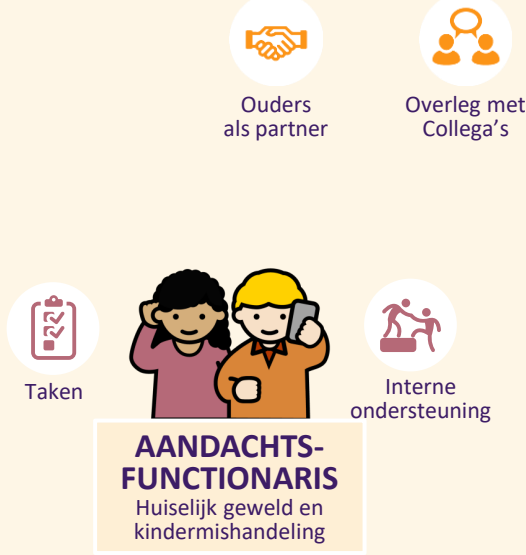 Ouders
als partner
Overleg met
Collega's
Taken
Interne
ondersteuning
AANDACHTS-
FUNCTIONARIS
Huiselijk geweld en
kindermishandeling